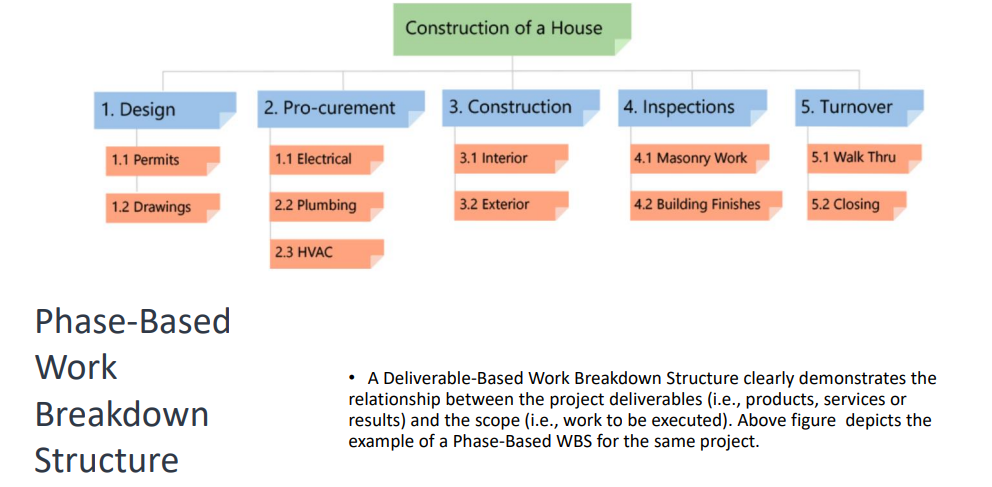 Construction of a House
1. Design
2. Pro-curement
3. Construction
4. Inspections
5. Turnover
1.1 Permits
1.1 Electrical
3.1 Interior
4.1 Masonry Work
5.1 Walk Thru
1.2 Drawings
2.2 Plumbing
3.2 Exterior
4.2 Building Finishes
5.2 Closing
2.3 HVAC
Phase-Based
Work
Breakdown
Structure
• A Deliverable-Based Work Breakdown Structure clearly demonstrates the
relationship between the project deliverables (i.e., products, services or
results) and the scope (i.e., work to be executed). Above figure depicts the
example of a Phase-Based WBS for the same project.